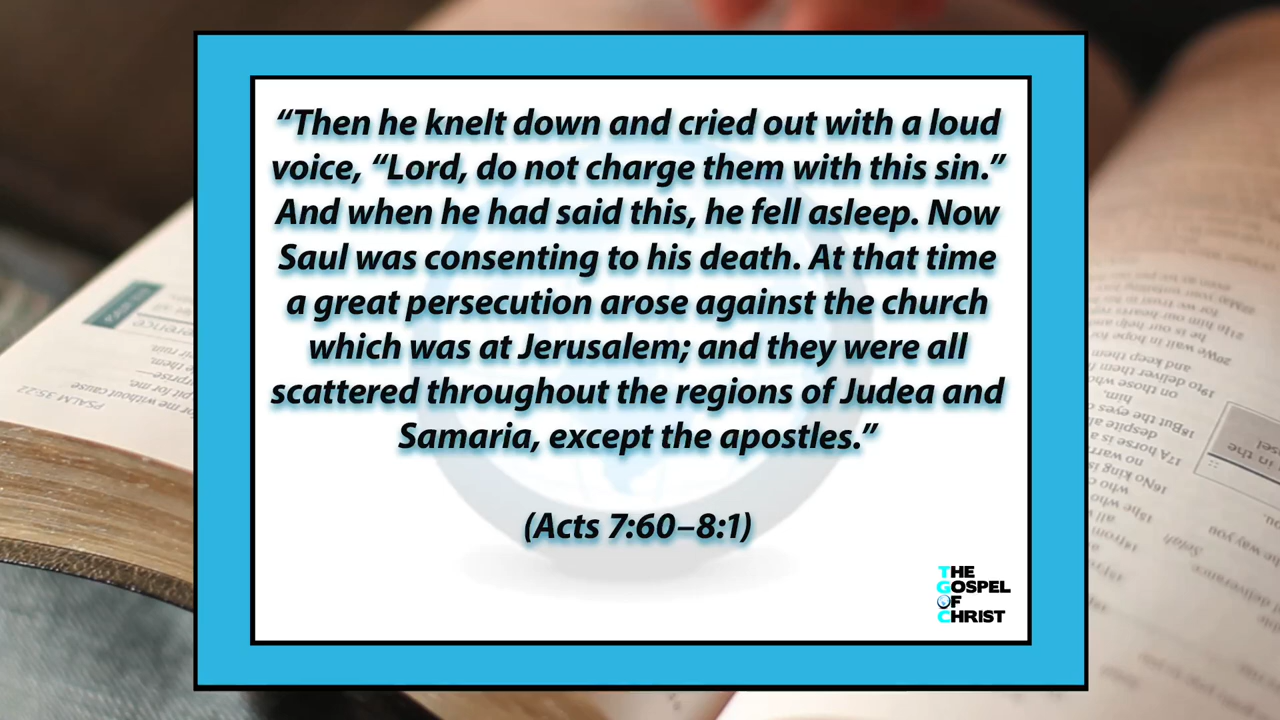 “Then he knelt down and cried out with a loud
voice, “Lord, do not charge them with this sin.”
And when he had said this, he fell asleep. Now
Saul was consenting to his death. At that time
a great persecution arose against the church
which was at Jerusalem; and they were all
scattered throughout the regions of Judea and
Samaria, except the apostles.”
(Acts 7:60–8:1)
THE
GOSPEL
OF
CHRIST
PSALM 35:22